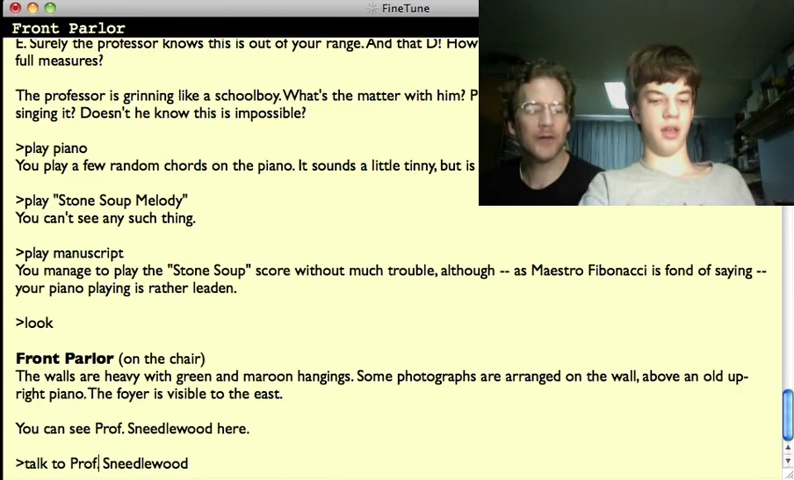 FineTune
Front Parlor
E. Surely the professor knows this is out of your range. And that D! How
full measures?
The professor is grinning like a schoolboy. What's the matter with him? P
singing it? Doesn't he know this is impossible?
>play piano
You play a few random chords on the piano. It sounds a little tinny, but is
>play "Stone Soup Melody"
You can't see any such thing.
>play manuscript
You manage to play the "Stone Soup" score without much trouble, although -- as Maestro Fibonacci is fond of saying --
your piano playing is rather leaden.
>look
Front Parlor (on the chair)
The walls are heavy with green and maroon hangings. Some photographs are arranged on the wall, above an old up-
right piano. The foyer is visible to the east.
You can see Prof. Sneedlewood here.
>talk to Prof. Sneedlewood